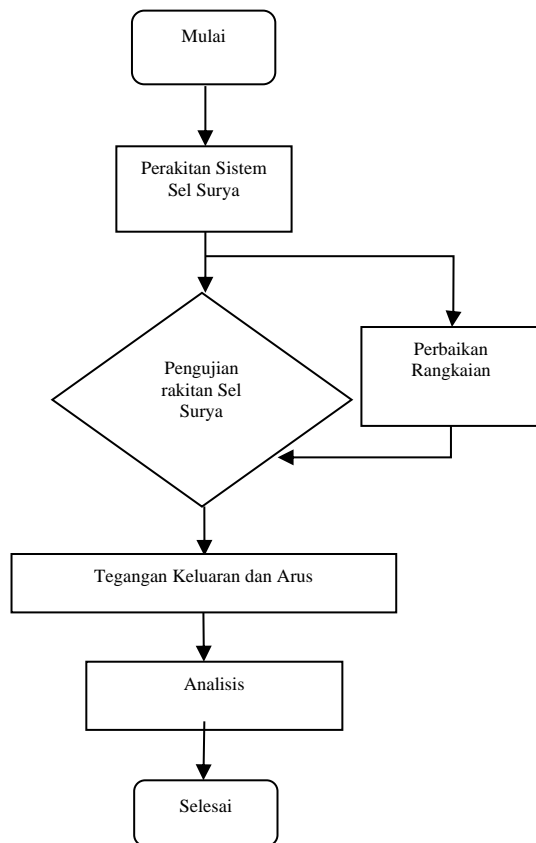 Mulai
Perakitan Sistem
Sel Surya
Pengujian
rakitan Sel
Surya
Perbaikan
Rangkaian
Tegangan Keluaran dan Arus
Analisis
Selesai